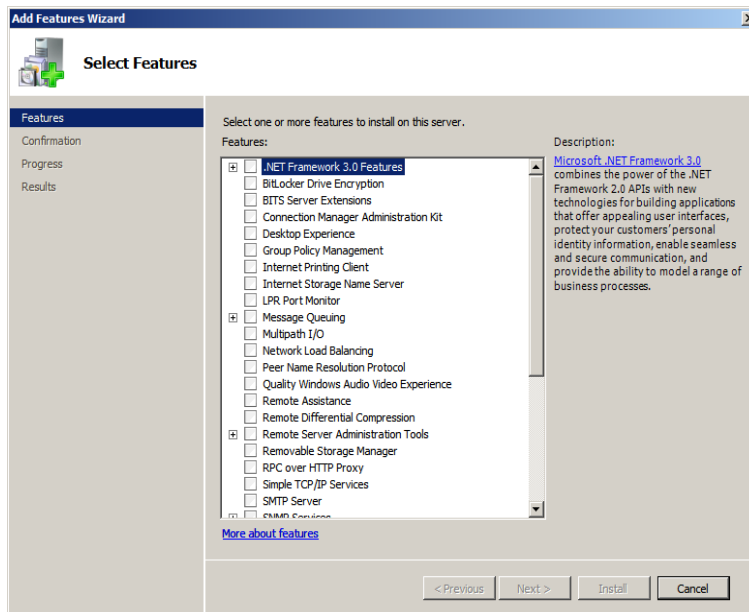 Add Features Wizard
Select Features
Features
Confirmation
Progress
Results
Select one or more features to install on this server.
Features:
.NET Framework 3.0 Features
BitLocker Drive Encryption
BITS Server Extensions
Connection Manager Administration Kit
Desktop Experience
Group Policy Management
Internet Printing Client
Internet Storage Name Server
LPR Port Monitor
Message Queuing
Multipath I/O
Network Load Balancing
Peer Name Resolution Protocol
Quality Windows Audio Video Experience
Remote Assistance
Remote Differential Compression
Remote Server Administration Tools
Removable Storage Manager
RPC over HTTP Proxy
Simple TCP/IP Services
SMTP Server
SNMP Services
More about features
Description:
Microsoft .NET Framework 3.0
combines the power of the .NET
Framework 2.0 APIs with new
technologies for building applications
that offer appealing user interfaces,
protect your customers' personal
identity information, enable seamless
and secure communication, and
provide the ability to model a range of
business processes.
< Previous
Next >
Install
Cancel